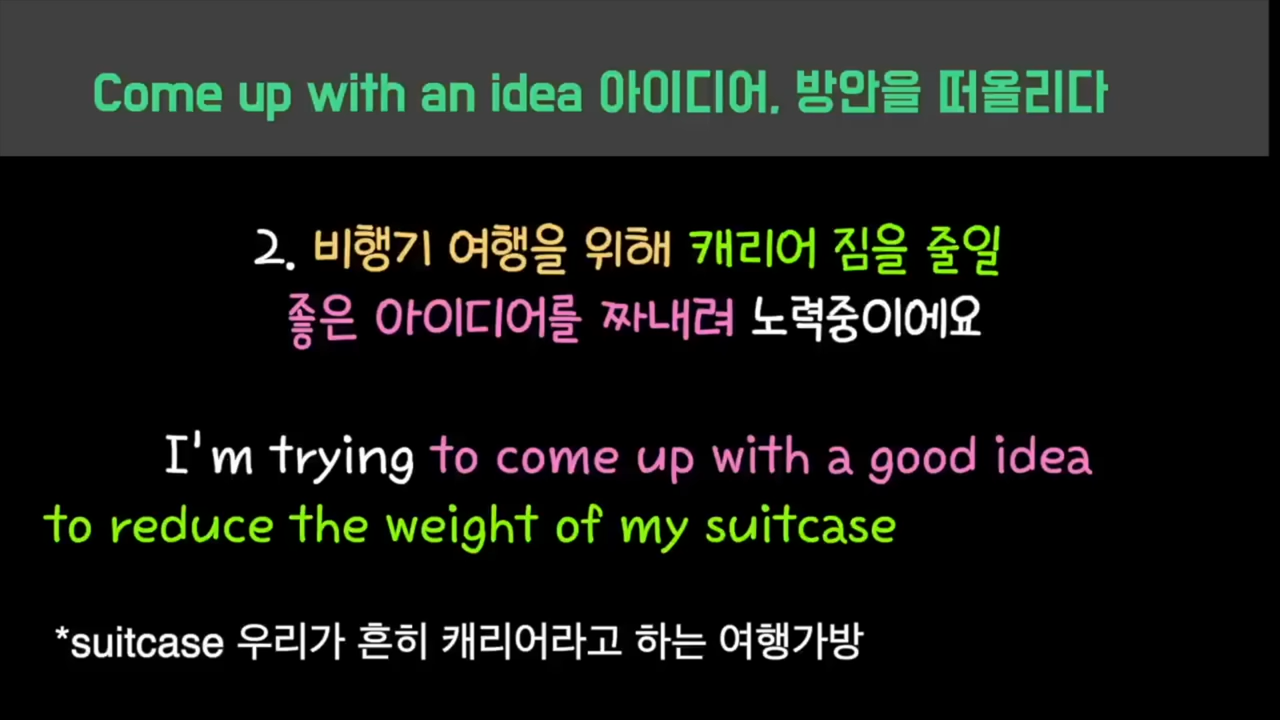 Come up with an idea 아이디어, 방안을 떠올리다
2. 비행기 여행을 위해 캐리어 짐을 줄일
좋은 아이디어를 짜내려 노력중이에요
I'm trying to come up with a good idea
to reduce the weight of my suitcase
*suitcase 우리가 흔히 캐리어라고 하는 여행가방